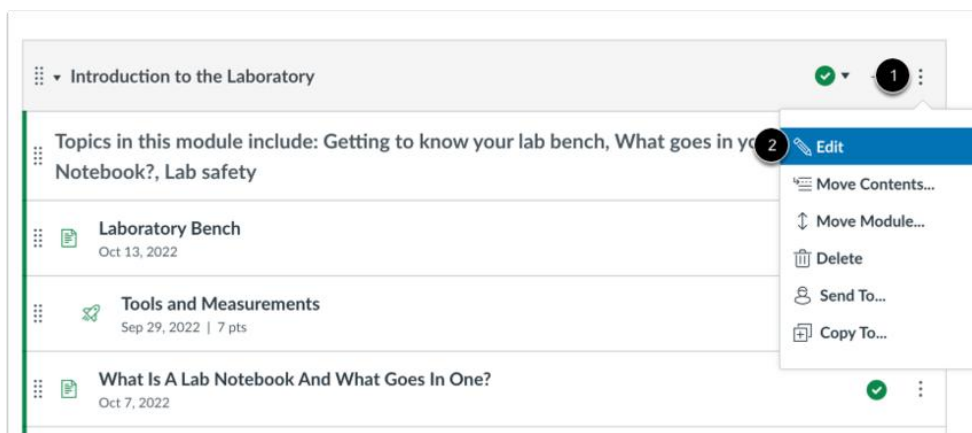 Introduction to the Laboratory
1
Topics in this module include: Getting to know your lab bench, What goes in
Notebook?, Lab safety
2 Edit
Move Contents...
Move Module...
Delete
Send To...
Copy To...
Laboratory Bench
Oct 13, 2022
Tools and Measurements
Sep 29, 2022 | 7 pts
What Is A Lab Notebook And What Goes In One?
Oct 7, 2022